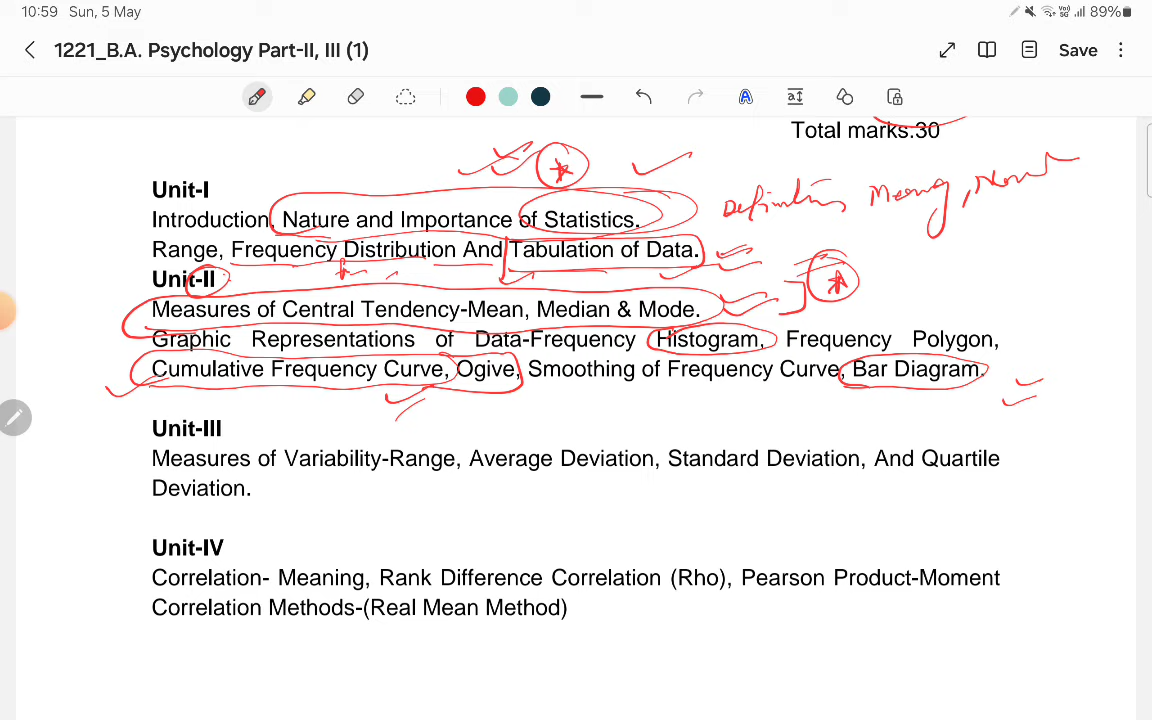 10:59 Sun, 5 May 89%
1221_B.A. Psychology Part-II, III (1) Save
Total marks:30
Unit-I
Introduction, Nature and Importance of Statistics.
Range, Frequency Distribution And Tabulation of Data.
Unit-II
Measures of Central Tendency-Mean, Median & Mode.
Graphic Representations of Data-Frequency Histogram, Frequency Polygon,
Cumulative Frequency Curve, Ogive, Smoothing of Frequency Curve, Bar Diagram.
Unit-III
Measures of Variability-Range, Average Deviation, Standard Deviation, And Quartile
Deviation.
Unit-IV
Correlation- Meaning, Rank Difference Correlation (Rho), Pearson Product-Moment
Correlation Methods-(Real Mean Method)